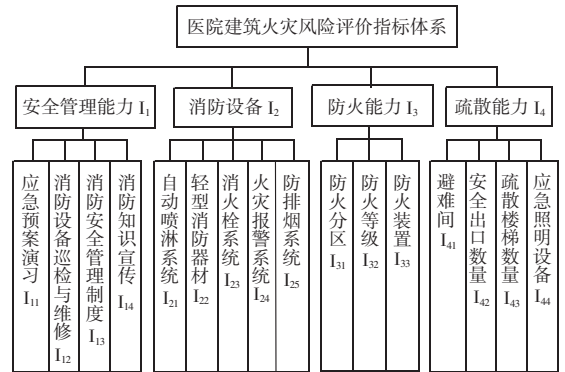 医院建筑火灾风险评价指标体系
安全管理能力 I₁
消防设备 I₂
防火能力 I₃
疏散能力 I₄
应急预案演习 I₁₁
消防设备巡检与维修 I₁₂
消防安全管理制度 I₁₃
消防知识宣传 I₁₄
自动喷淋系统 I₂₁
轻型消防器材 I₂₂
消火栓系统 I₂₃
火灾报警系统 I₂₄
防排烟系统 I₂₅
防火分区 I₃₁
防火等级 I₃₂
防火装置 I₃₃
避难间 I₄₁
安全出口数量 I₄₂
疏散楼梯数量 I₄₃
应急照明设备 I₄₄